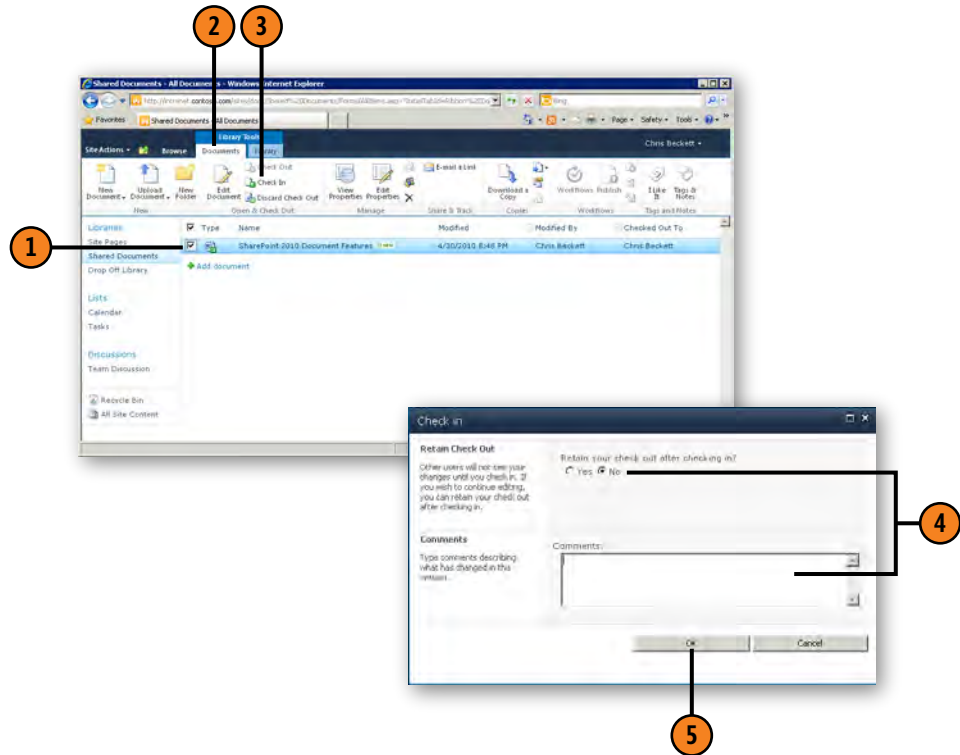 2 3
Shared Documents - All Documents - Windows Internet Explorer
Bing
Favorites Shared Documents - All Documents Page Safety Tools
Library Tools
Site Actions Browse Documents Library Chris Beckett
Check Out
Check In
Discard Check Out
E-mail a Link
New Document Upload Document New Folder Edit Document View Properties Edit Properties Download a Copy Workflows Publish I Like It Tags & Notes
New Open & Check Out Manage Share & Track Copies Workflows Tags and Notes
Libraries Type Name Modified Modified By Checked Out To
1
Site Pages
Shared Documents SharePoint 2010 Document Features 4/30/2010 8:48 PM Chris Beckett Chris Beckett
Drop Off Library Add document
Lists
Calendar
Tasks
Discussions
Team Discussion
Recycle Bin
All Site Content
Check in
Retain Check Out
Other users will not see your
changes until you check in. If
you wish to continue editing,
you can retain your check out
after checking in.
Retain your check out after checking in?
Yes No
4
Comments
Type comments describing
what has changed in this
version.
Comments:
OK Cancel
5